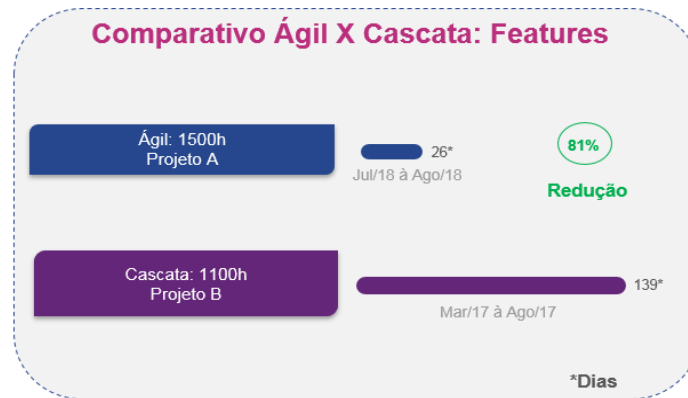 Comparativo Ágil X Cascata: Features
Ágil: 1500h
Projeto A
26*
Jul/18 à Ago/18
81%
Redução
Cascata: 1100h
Projeto B
139*
Mar/17 à Ago/17
*Dias